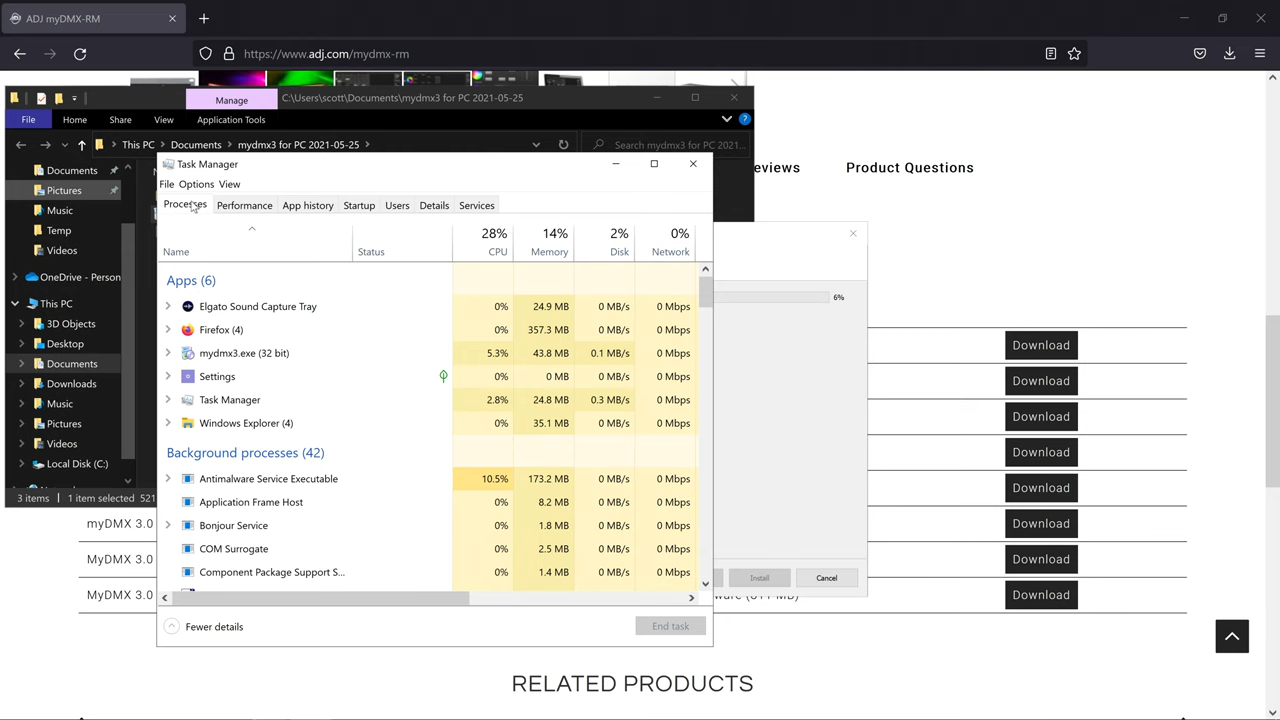 ADJ myDMX-RM
https://www.adj.com/mydmx-rm
Manage
C:\Users\scott\Documents\mydmx3 for PC 2021-05-25
File
Home
Share
View
Application Tools
This PC
Documents
mydmx3 for PC 2021-05-25
Search mydmx3 for PC 2021-...
Documents
Pictures
Music
Temp
Videos
OneDrive - Person
This PC
3D Objects
Desktop
Documents
Downloads
Music
Pictures
Videos
Local Disk (C:)
3 items
1 item selected 521
Task Manager
File Options View
Processes
Performance
App history
Startup
Users
Details
Services
28%
14%
2%
0%
Name
Status
CPU
Memory
Disk
Network
Apps (6)
Elgato Sound Capture Tray 0% 24.9 MB 0 MB/s 0 Mbps
Firefox (4) 0% 357.3 MB 0 MB/s 0 Mbps
mydmx3.exe (32 bit) 5.3% 43.8 MB 0.1 MB/s 0 Mbps
Settings 0% 0 MB 0 MB/s 0 Mbps
Task Manager 2.8% 24.8 MB 0.3 MB/s 0 Mbps
Windows Explorer (4) 0% 35.1 MB 0 MB/s 0 Mbps
Background processes (42)
Antimalware Service Executable 10.5% 173.2 MB 0 MB/s 0 Mbps
Application Frame Host 0% 8.2 MB 0 MB/s 0 Mbps
Bonjour Service 0% 1.8 MB 0 MB/s 0 Mbps
COM Surrogate 0% 2.5 MB 0 MB/s 0 Mbps
Component Package Support S... 0% 1.4 MB 0 MB/s 0 Mbps
Fewer details
End task
eviews
Product Questions
6%
Install
Cancel
Download
Download
Download
Download
Download
myDMX 3.0
Download
MyDMX 3.0
Download
MyDMX 3.0
Download
RELATED PRODUCTS